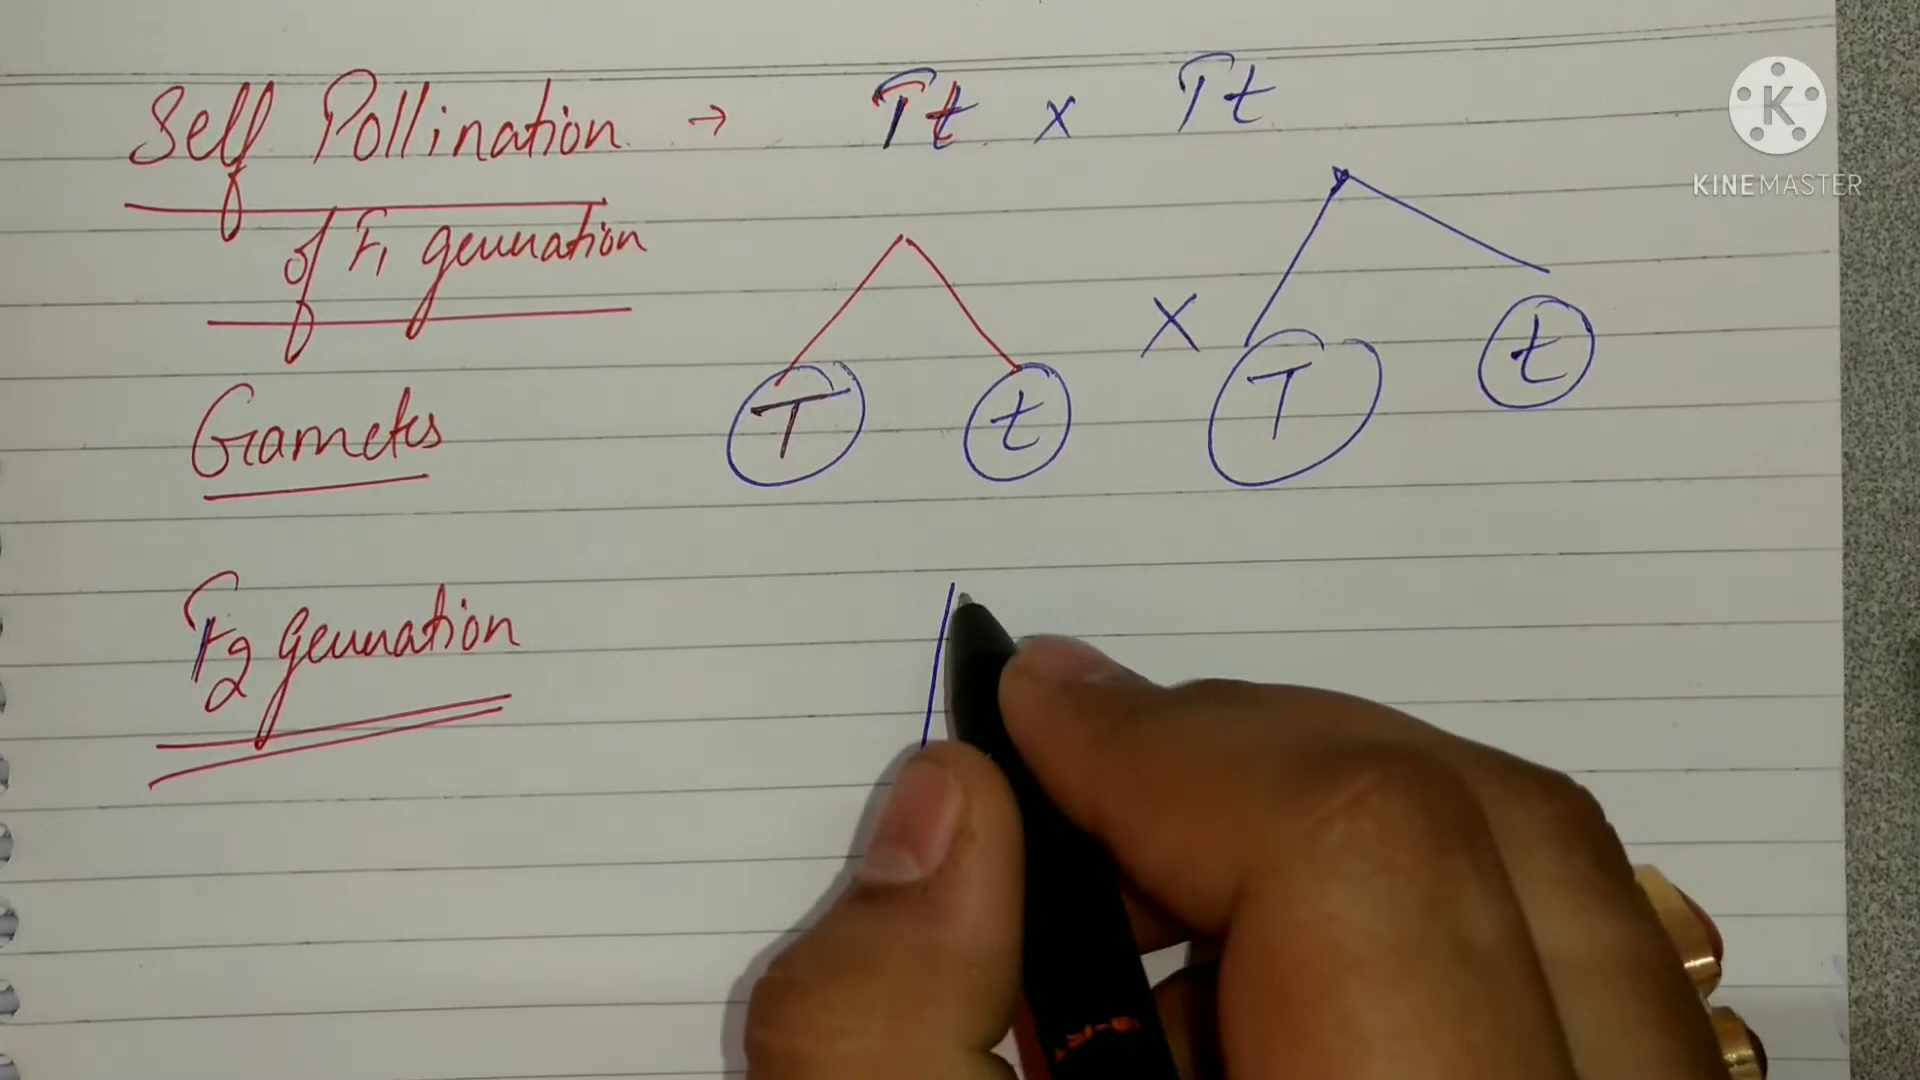 Self Pollination → Tt x Tt
of F1 generation
T t x T t
Gametes
F2 generation
K
KINEMASTER